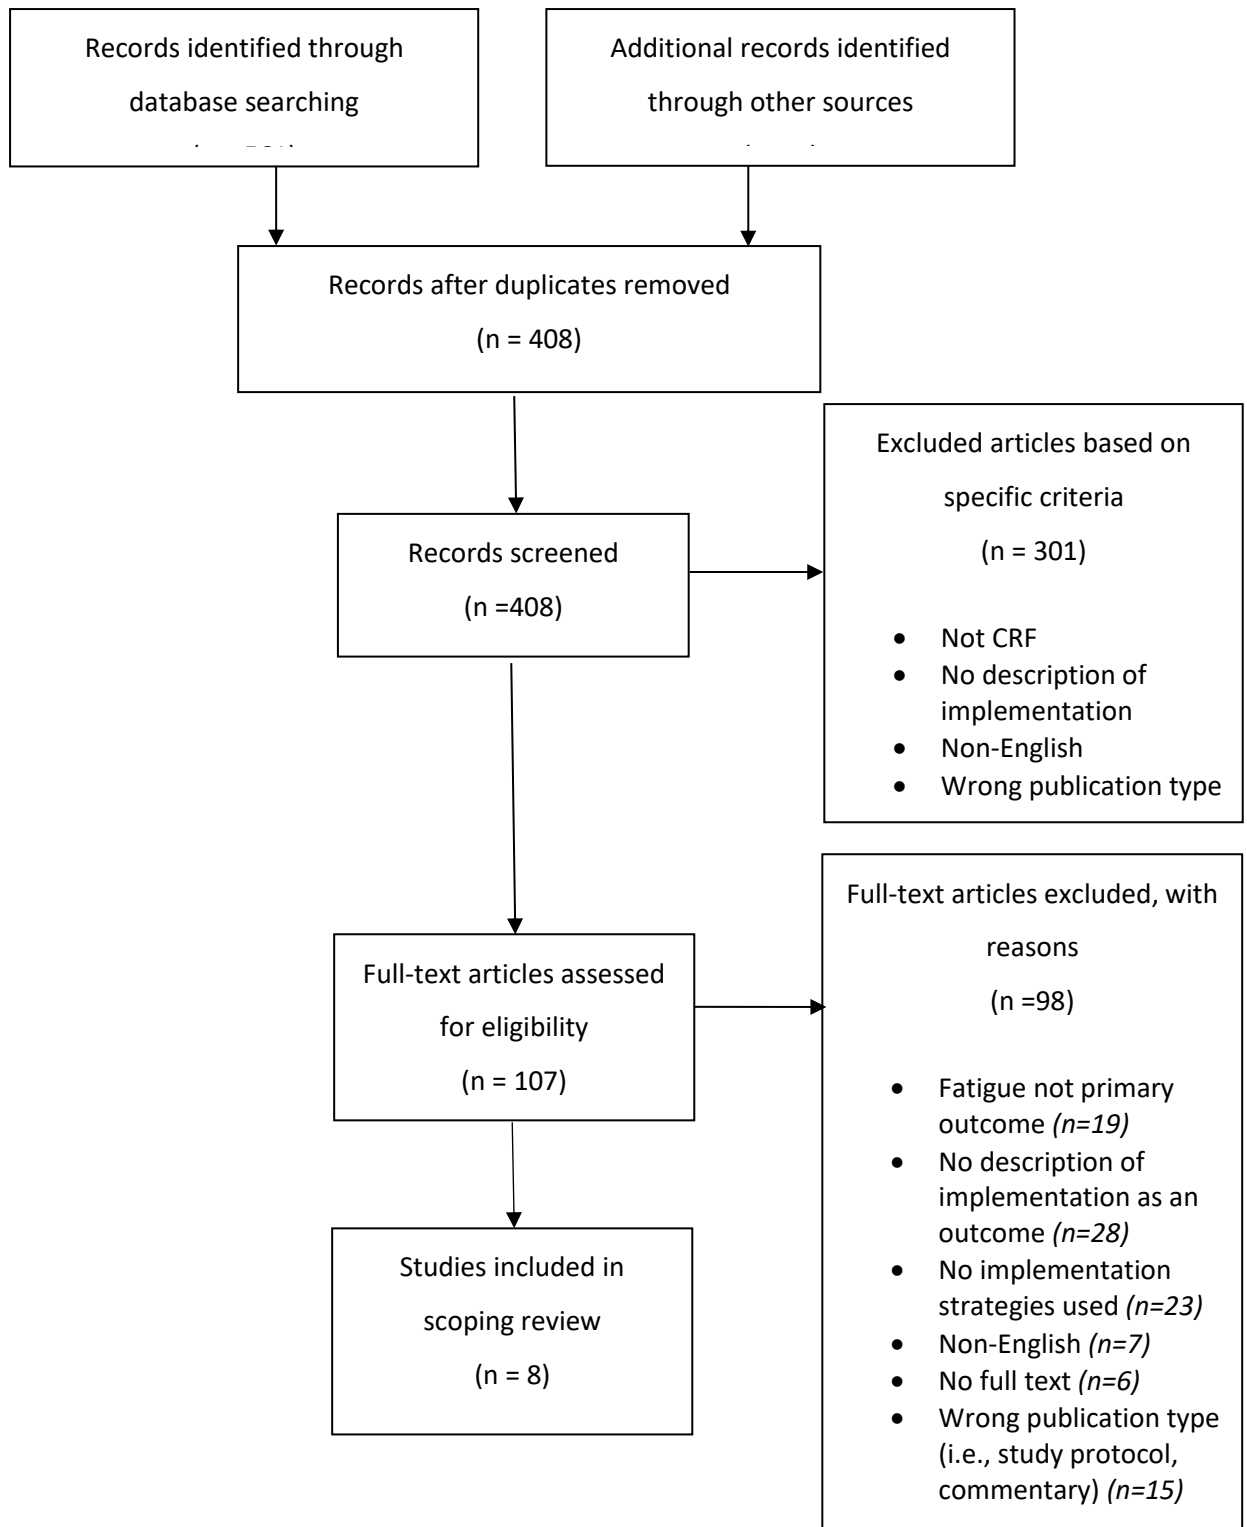 Records identified through
database searching
Additional records identified
through other sources
Records after duplicates removed
(n = 408)
Records screened
(n =408)
Excluded articles based on
specific criteria
(n = 301)
• Not CRF
• No description of
implementation
• Non-English
• Wrong publication type
Full-text articles assessed
for eligibility
(n = 107)
Full-text articles excluded, with
reasons
(n =98)
• Fatigue not primary
outcome (n=19)
• No description of
implementation as an
outcome (n=28)
• No implementation
strategies used (n=23)
• Non-English (n=7)
• No full text (n=6)
• Wrong publication type
(i.e., study protocol,
commentary) (n=15)
Studies included in
scoping review
(n = 8)